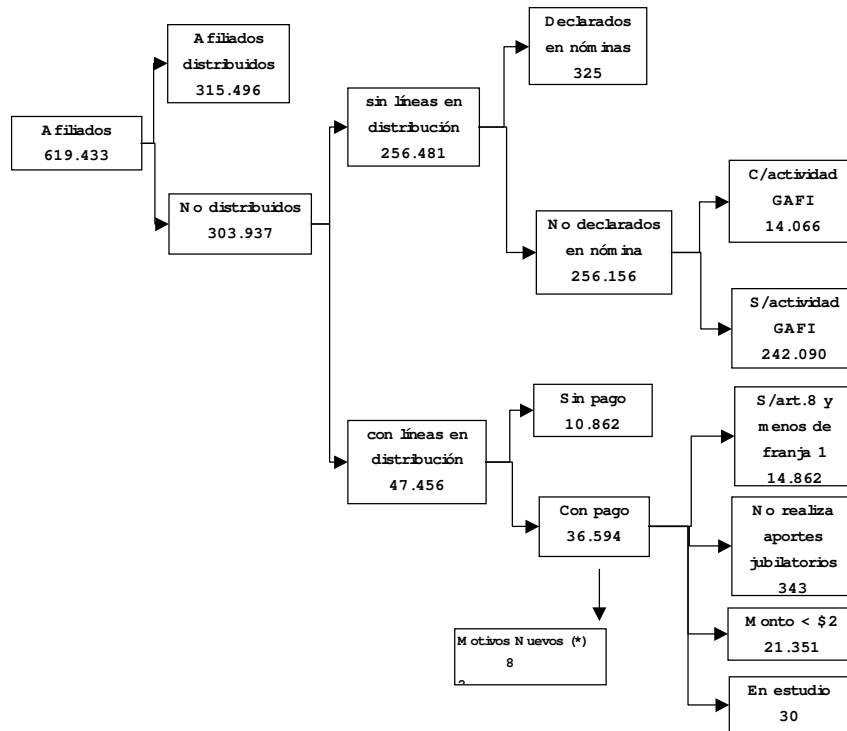 Afiliados
distribuidos
315.496
Afiliados
619.433
No distribuidos
303.937
sin líneas en
distribución
256.481
con líneas en
distribución
47.456
Declarados
en nóminas
325
No declarados
en nómina
256.156
C/actividad
GAFI
14.066
S/actividad
GAFI
242.090
Sin pago
10.862
Con pago
36.594
Motivos Nuevos (*)
8
S/art.8 y
menos de
franja 1
14.862
No realiza
aportes
jubilatorios
343
Monto < $2
21.351
En estudio
30